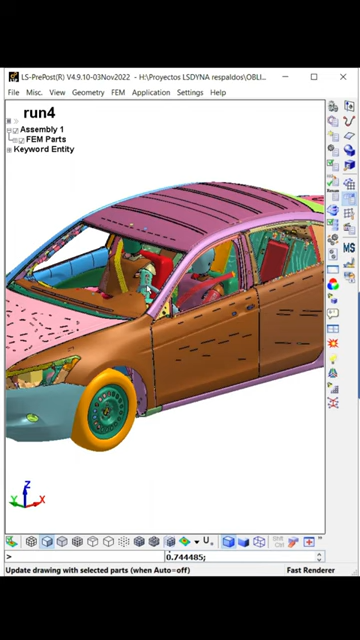 LS-PrePost(R) V4.9.10-03Nov2022 - H:\Proyectos LSDYNA respaldos\OBLI...
File Misc. View Geometry FEM Application Settings Help
run4
Assembly 1
FEM Parts
Keyword Entity
MS
Z
Y
X
U.
>
0.744485;
Update drawing with selected parts (when Auto=off)
Fast Renderer